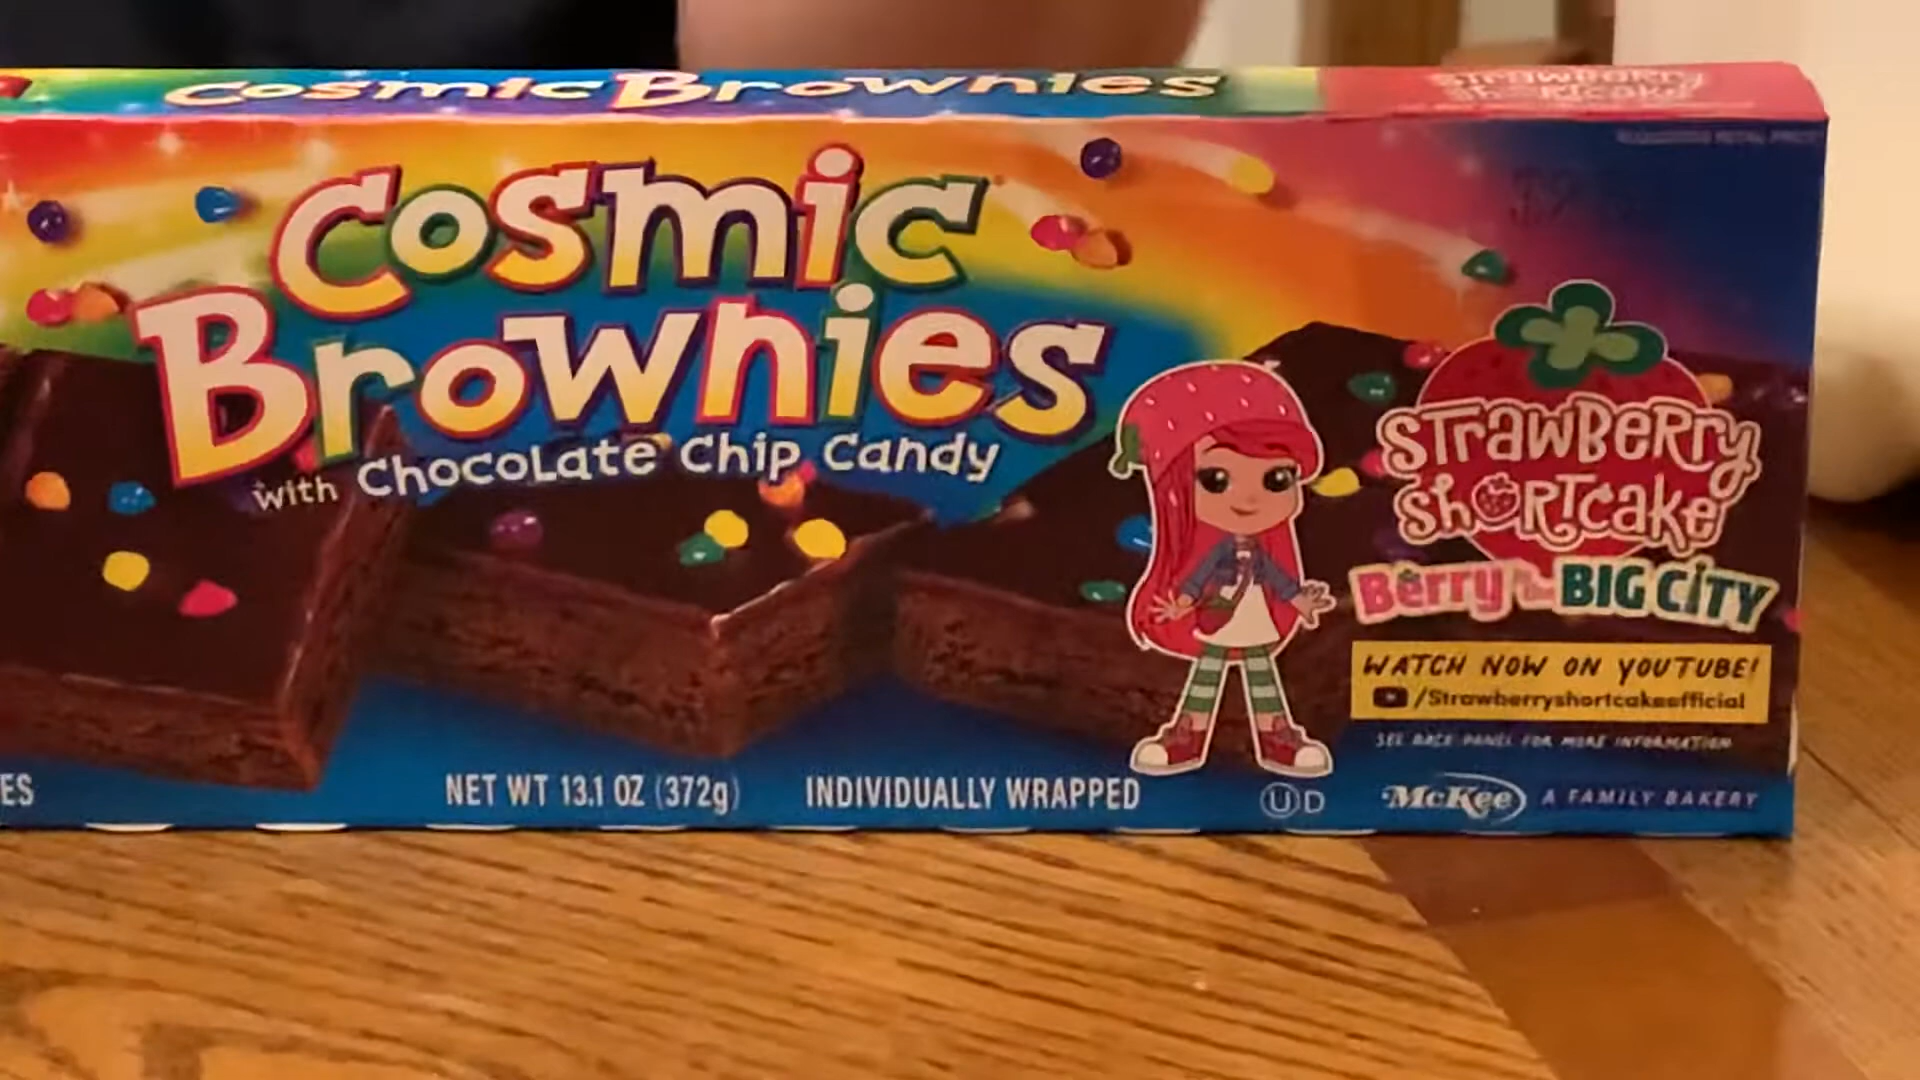 Cosmic Brownies
Strawberry
Shortcake
Cosmic
Brownies
with Chocolate Chip Candy
Strawberry
Shortcake
Berry in the BIG CITY
WATCH NOW ON YOUTUBE!
/Strawberryshortcakeofficial
SEE BACK PANEL FOR MORE INFORMATION
ES
NET WT 13.1 OZ (372g)
INDIVIDUALLY WRAPPED
U D
McKee A FAMILY BAKERY